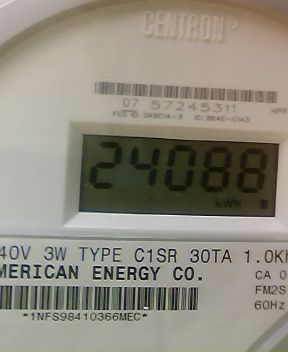 CENTRON®
07 57245311
24088
kWh
40V 3W TYPE C1SR 30TA 1.0K
MERICAN ENERGY CO.
CA 0
FM2S
60Hz
*1NFS98410366MEC*